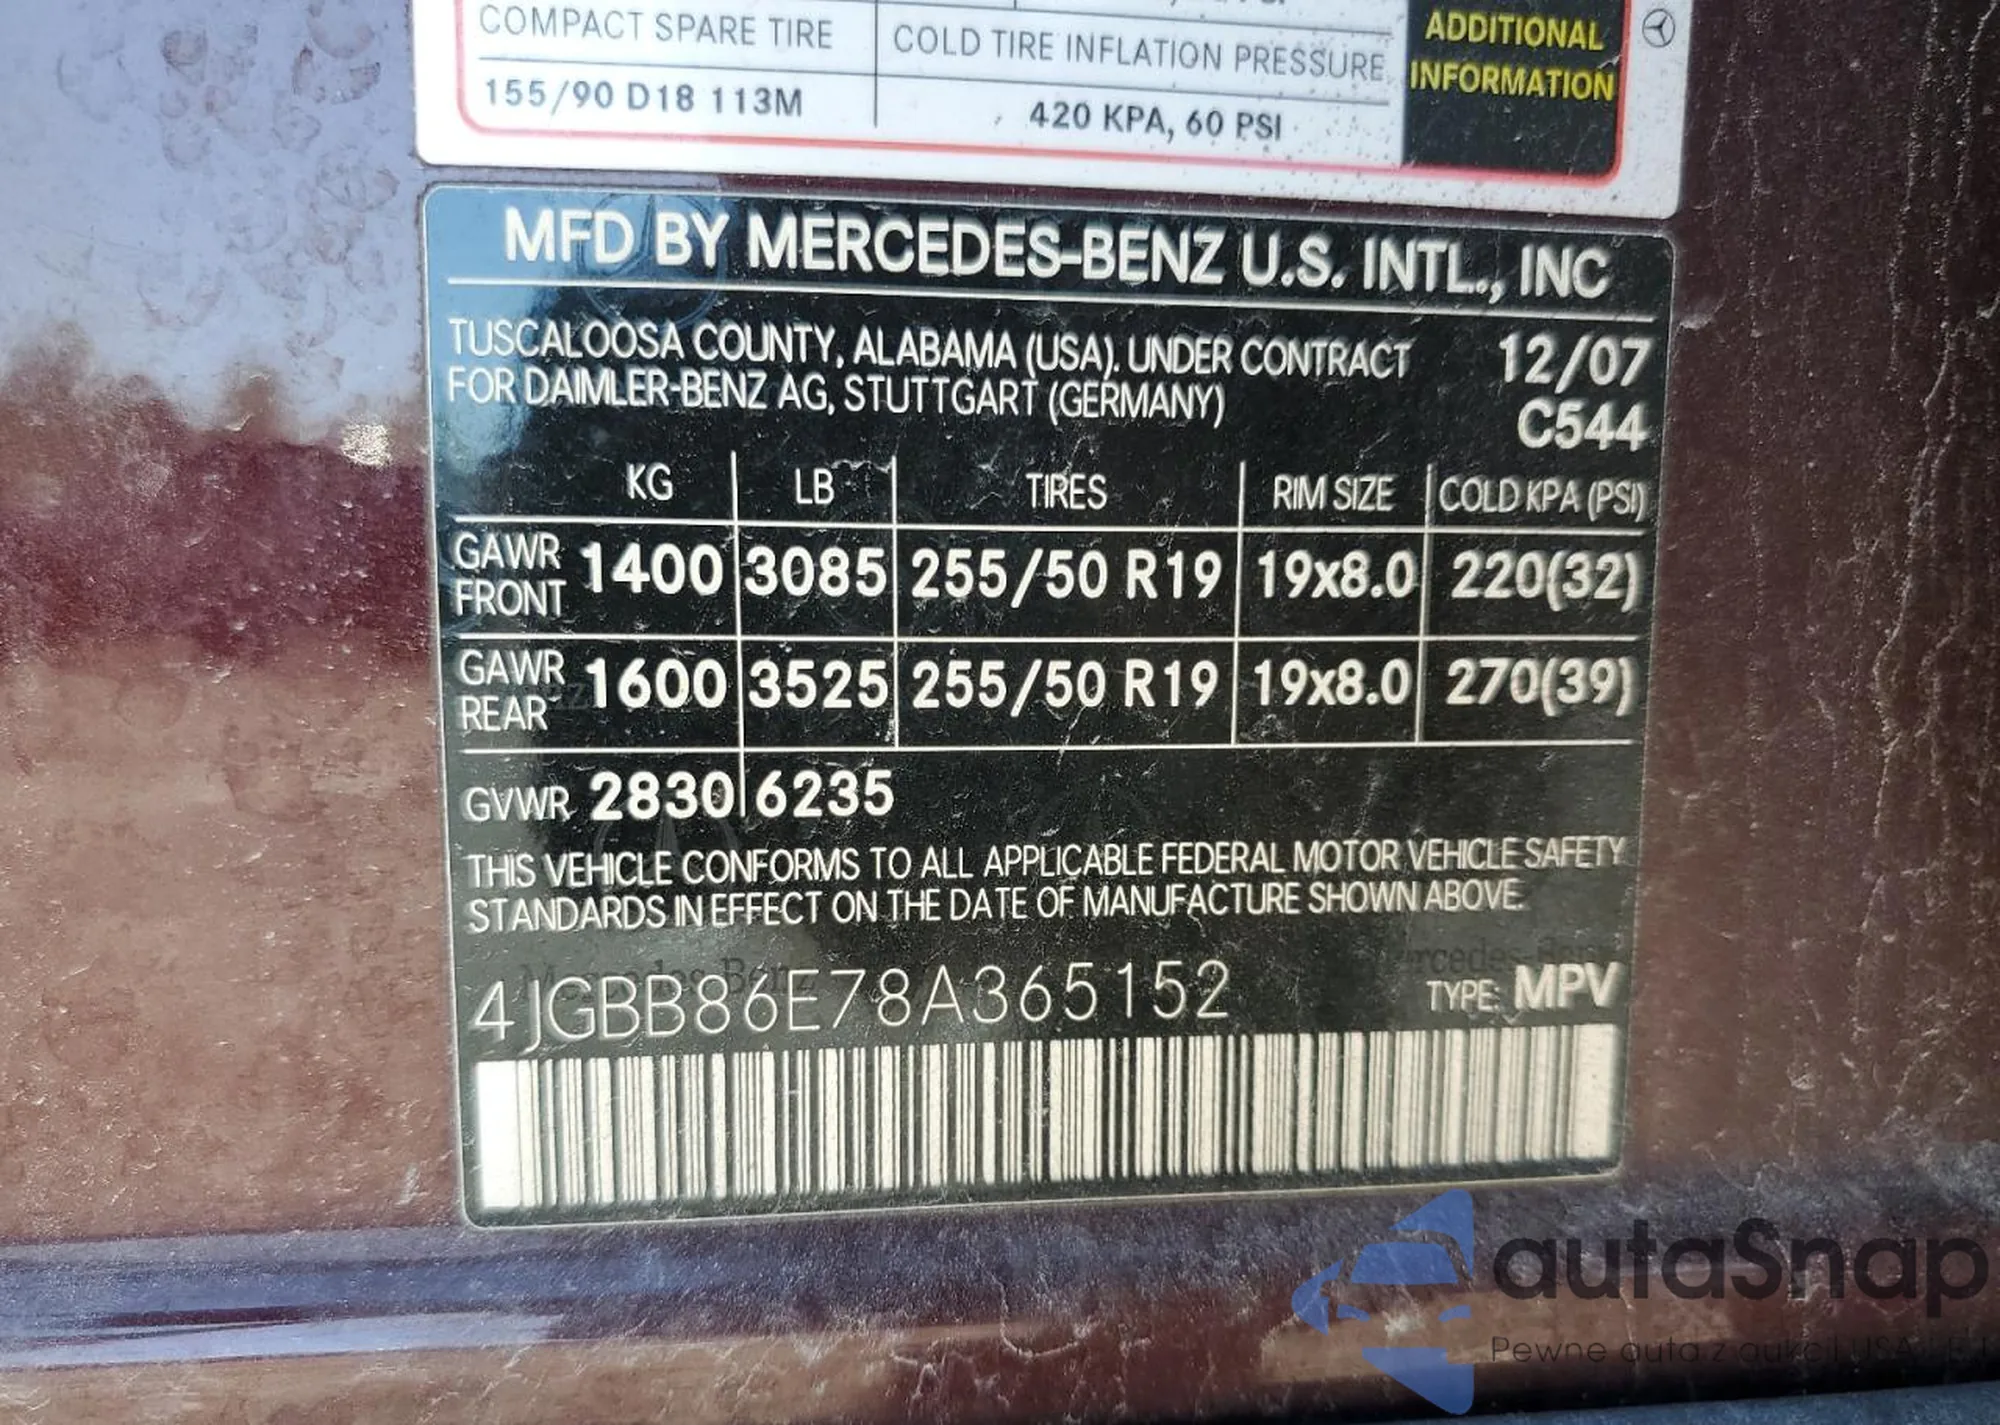 COMPACT SPARE TIRE COLD TIRE INFLATION PRESSURE
155/90 D18 113M 420 KPA, 60 PSI
ADDITIONAL
INFORMATION
MFD BY MERCEDES-BENZ U.S. INTL., INC
TUSCALOOSA COUNTY, ALABAMA (USA). UNDER CONTRACT 12/07
FOR DAIMLER-BENZ AG, STUTTGART (GERMANY) C544
KG LB TIRES RIM SIZE COLD KPA (PSI)
GAWR FRONT 1400 3085 255/50 R19 19x8.0 220(32)
GAWR REAR 1600 3525 255/50 R19 19x8.0 270(39)
GVWR 2830 6235
THIS VEHICLE CONFORMS TO ALL APPLICABLE FEDERAL MOTOR VEHICLE SAFETY
STANDARDS IN EFFECT ON THE DATE OF MANUFACTURE SHOWN ABOVE.
4JGBB86E78A365152 TYPE: MPV
autaSnap
Pewne auta z aukcji USA